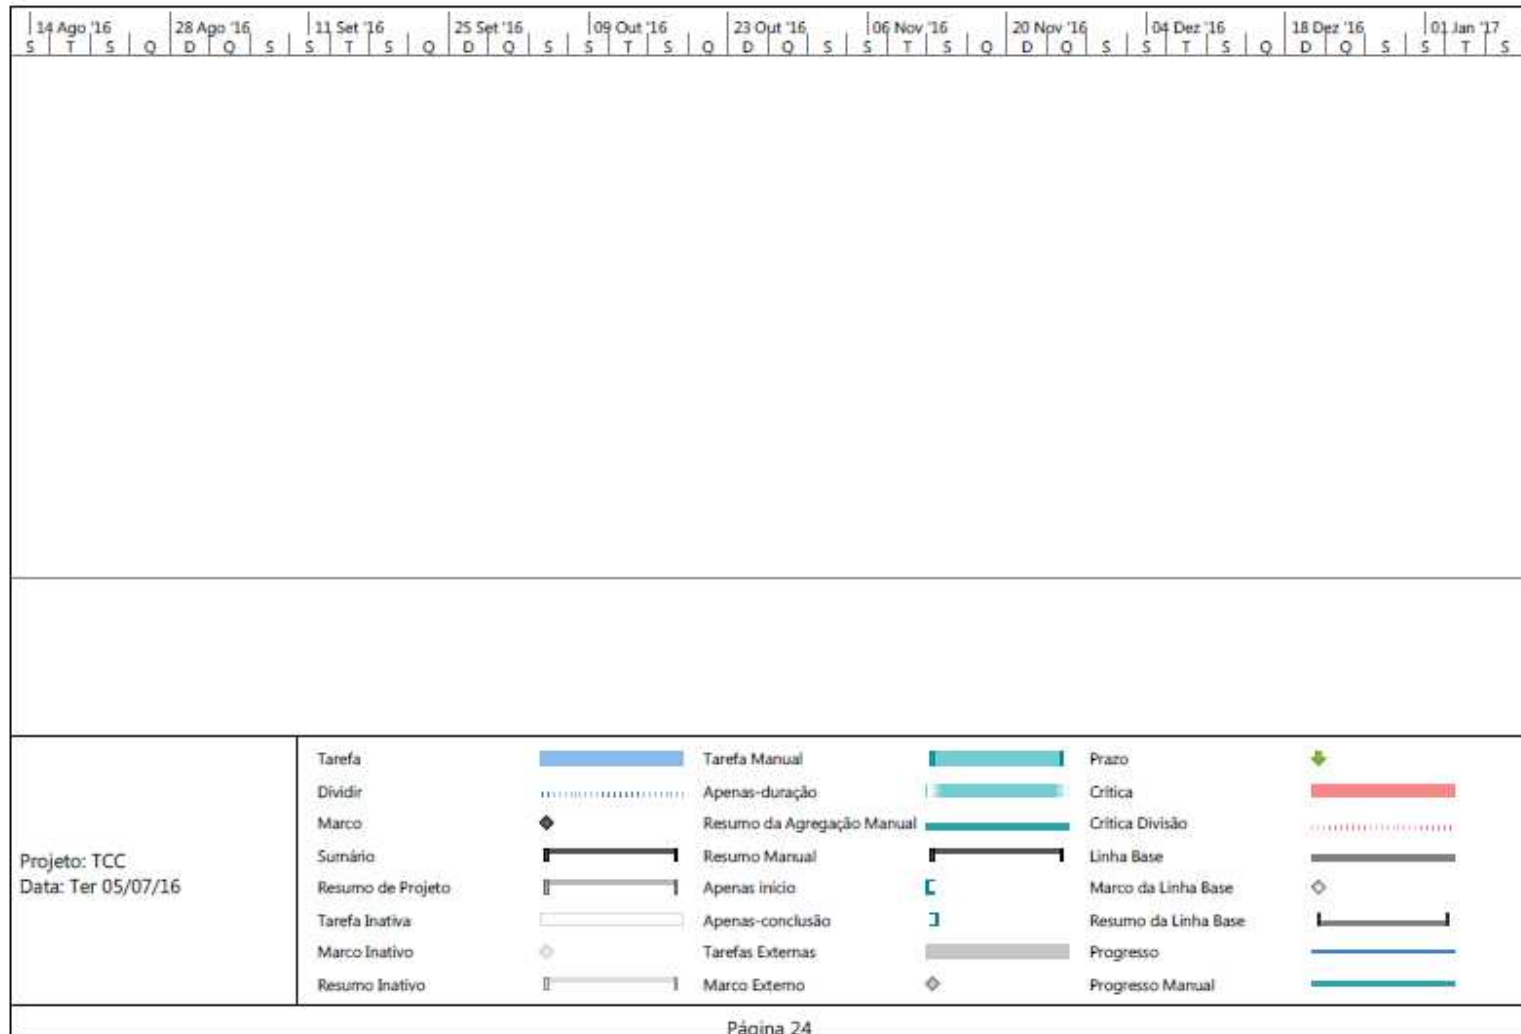 14 Ago '16 28 Ago '16 11 Set '16 25 Set '16 09 Out '16 23 Out '16 06 Nov '16 20 Nov '16 04 Dez '16 18 Dez '16 01 Jan '17
S T S Q D Q S S T S Q D Q S S T S Q D Q S S T S Q D Q S S T S Q D Q S S T S
Projeto: TCC
Data: Ter 05/07/16
Tarefa
Dividir
Marco
Sumário
Resumo de Projeto
Tarefa Inativa
Marco Inativo
Resumo Inativo
Tarefa Manual
Apenas-duração
Resumo da Agregação Manual
Resumo Manual
Apenas início
Apenas-conclusão
Tarefas Externas
Marco Externo
Prazo
Crítica
Crítica Divisão
Linha Base
Marco da Linha Base
Resumo da Linha Base
Progresso
Progresso Manual
Página 24